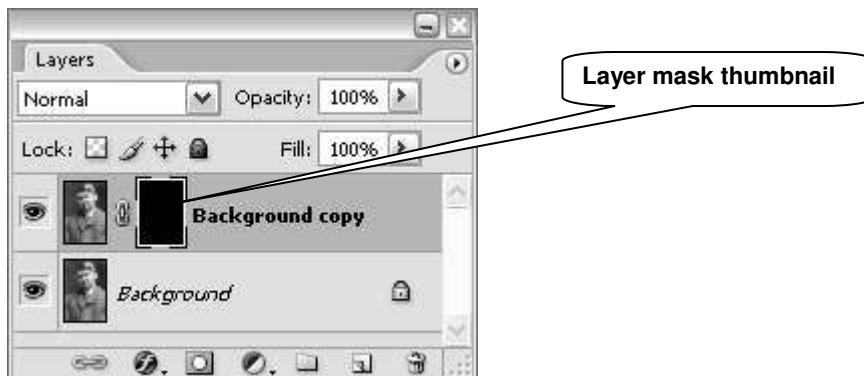 Layers
Normal Opacity: 100%
Lock: Fill: 100%
Background copy
Background
Layer mask thumbnail